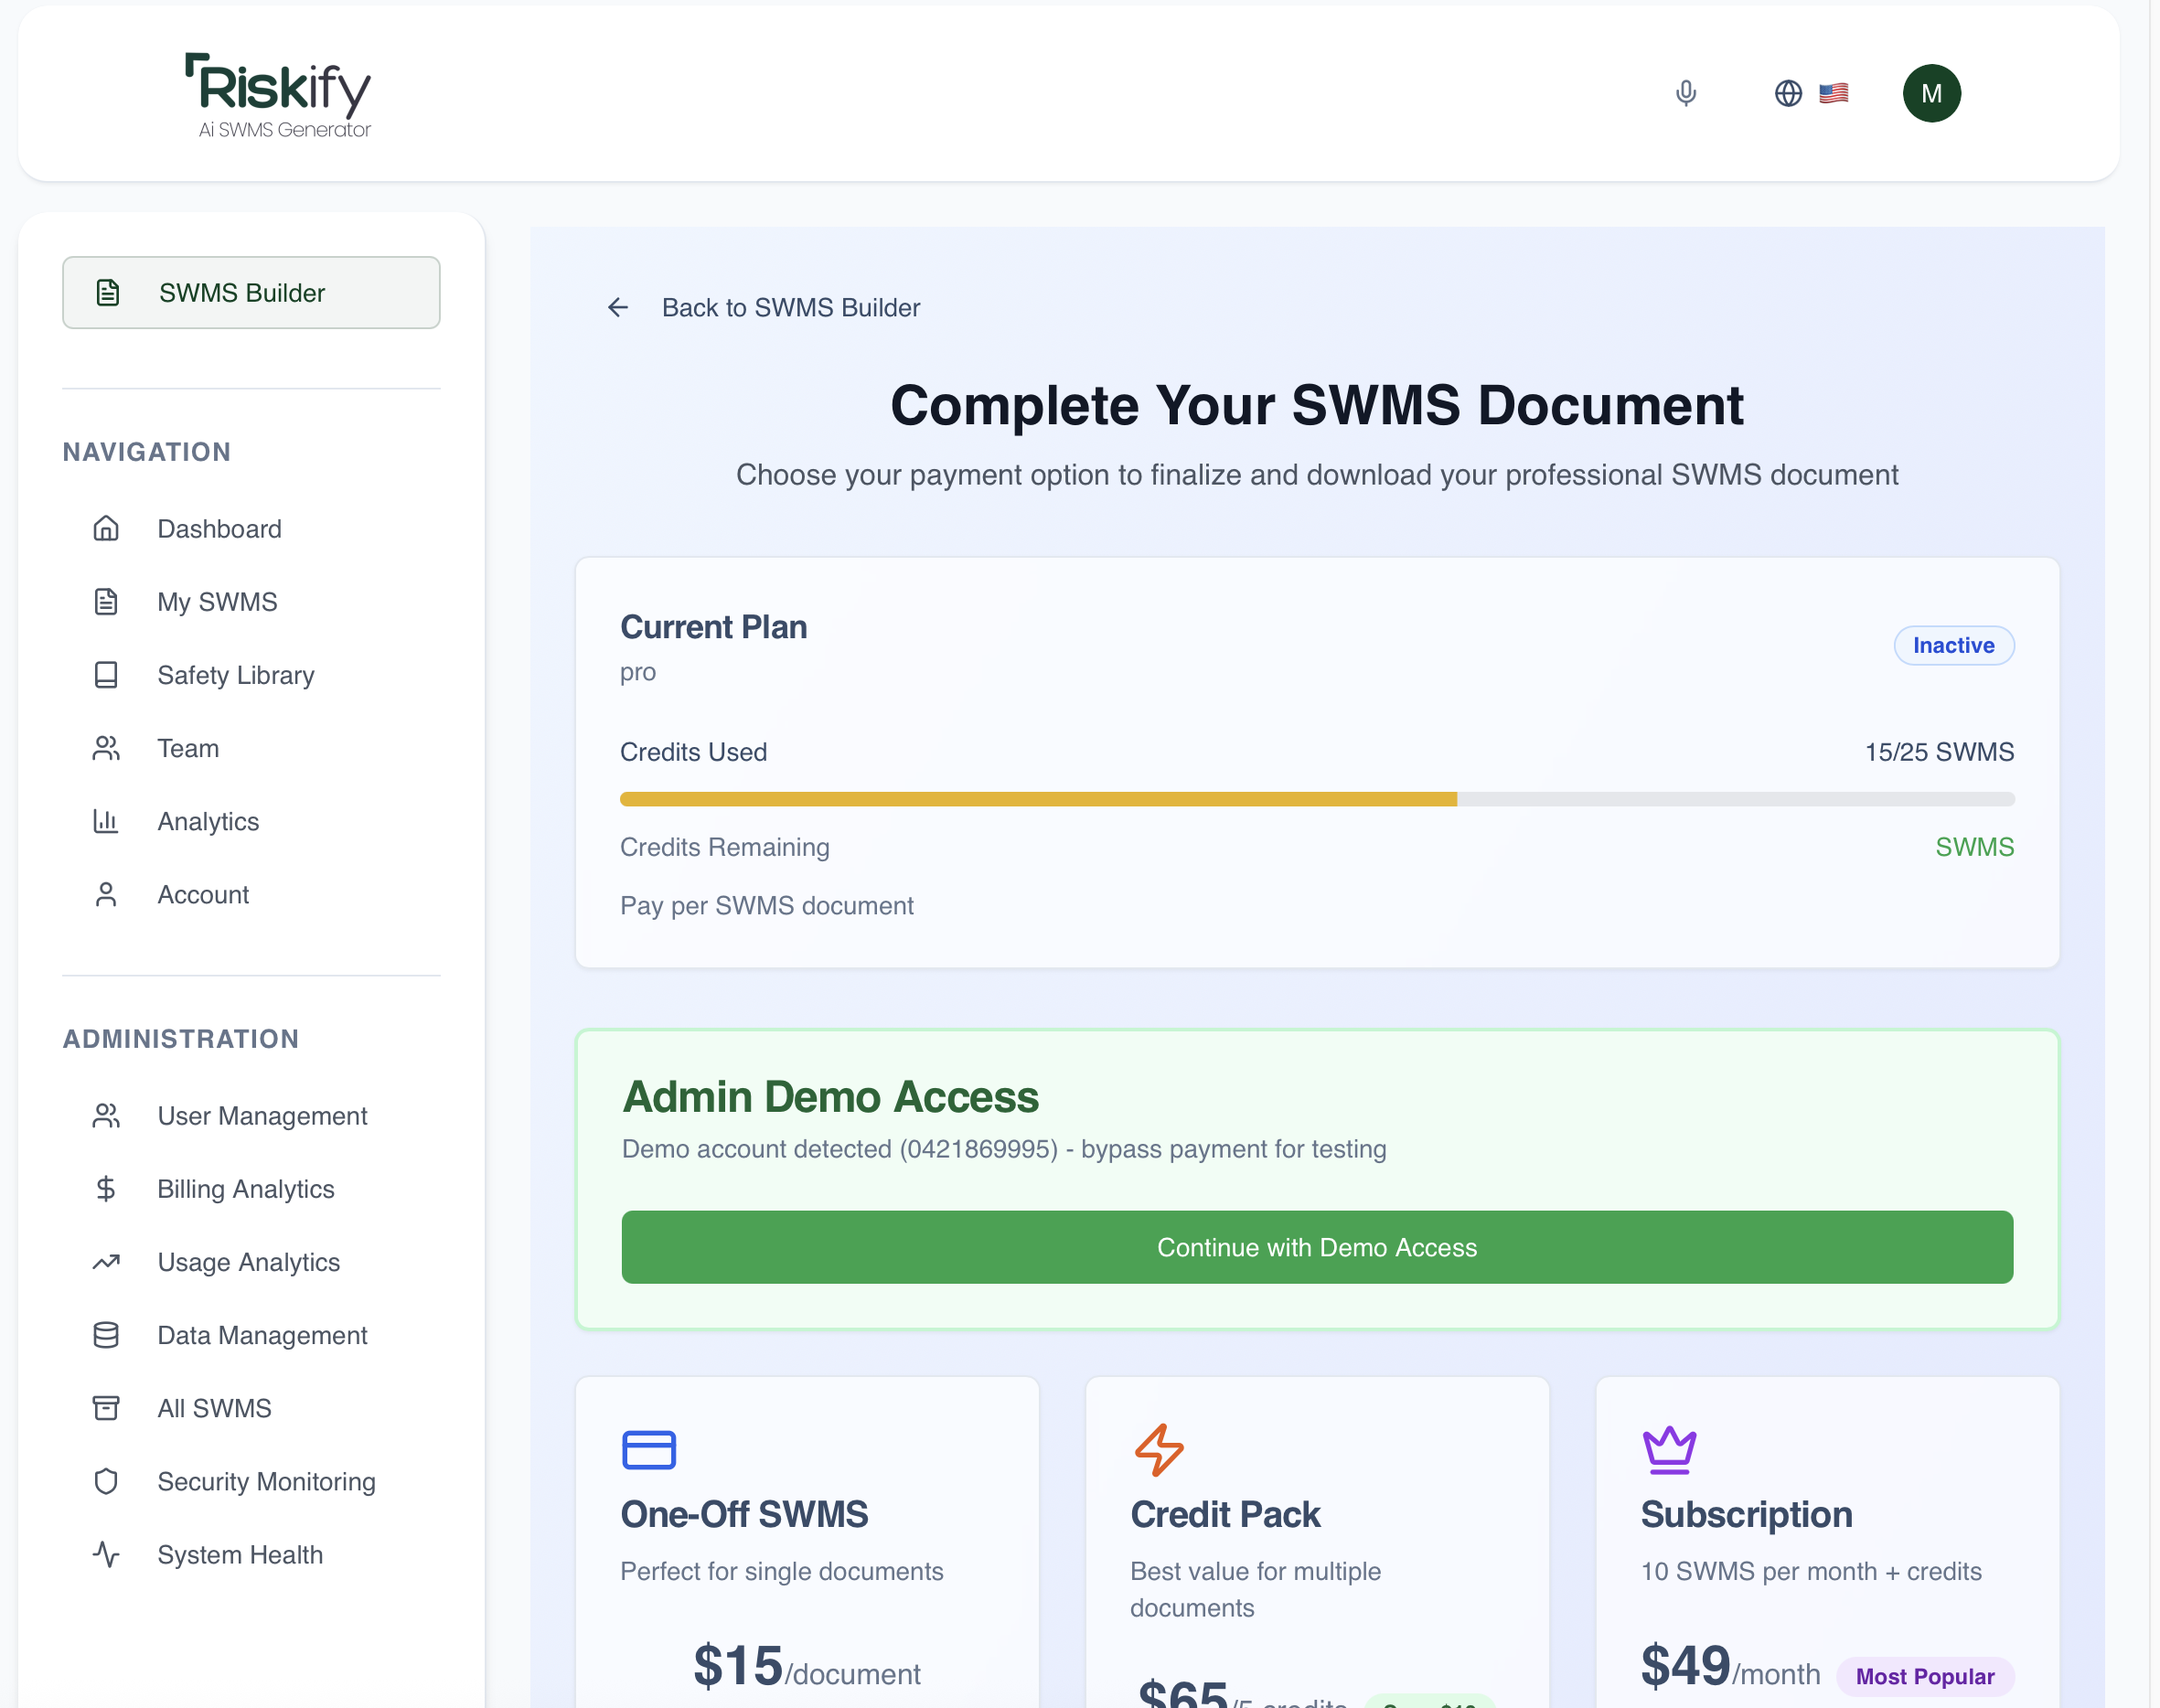 Riskify
Ai SWMS Generator
M
SWMS Builder
NAVIGATION
Dashboard
My SWMS
Safety Library
Team
Analytics
Account
ADMINISTRATION
User Management
Billing Analytics
Usage Analytics
Data Management
All SWMS
Security Monitoring
System Health
Back to SWMS Builder
Complete Your SWMS Document
Choose your payment option to finalize and download your professional SWMS document
Current Plan
Inactive
pro
Credits Used
15/25 SWMS
Credits Remaining
SWMS
Pay per SWMS document
Admin Demo Access
Demo account detected (0421869995) - bypass payment for testing
Continue with Demo Access
One-Off SWMS
Perfect for single documents
$15/document
Credit Pack
Best value for multiple
documents
$65/5 credits
Subscription
10 SWMS per month + credits
$49/month
Most Popular